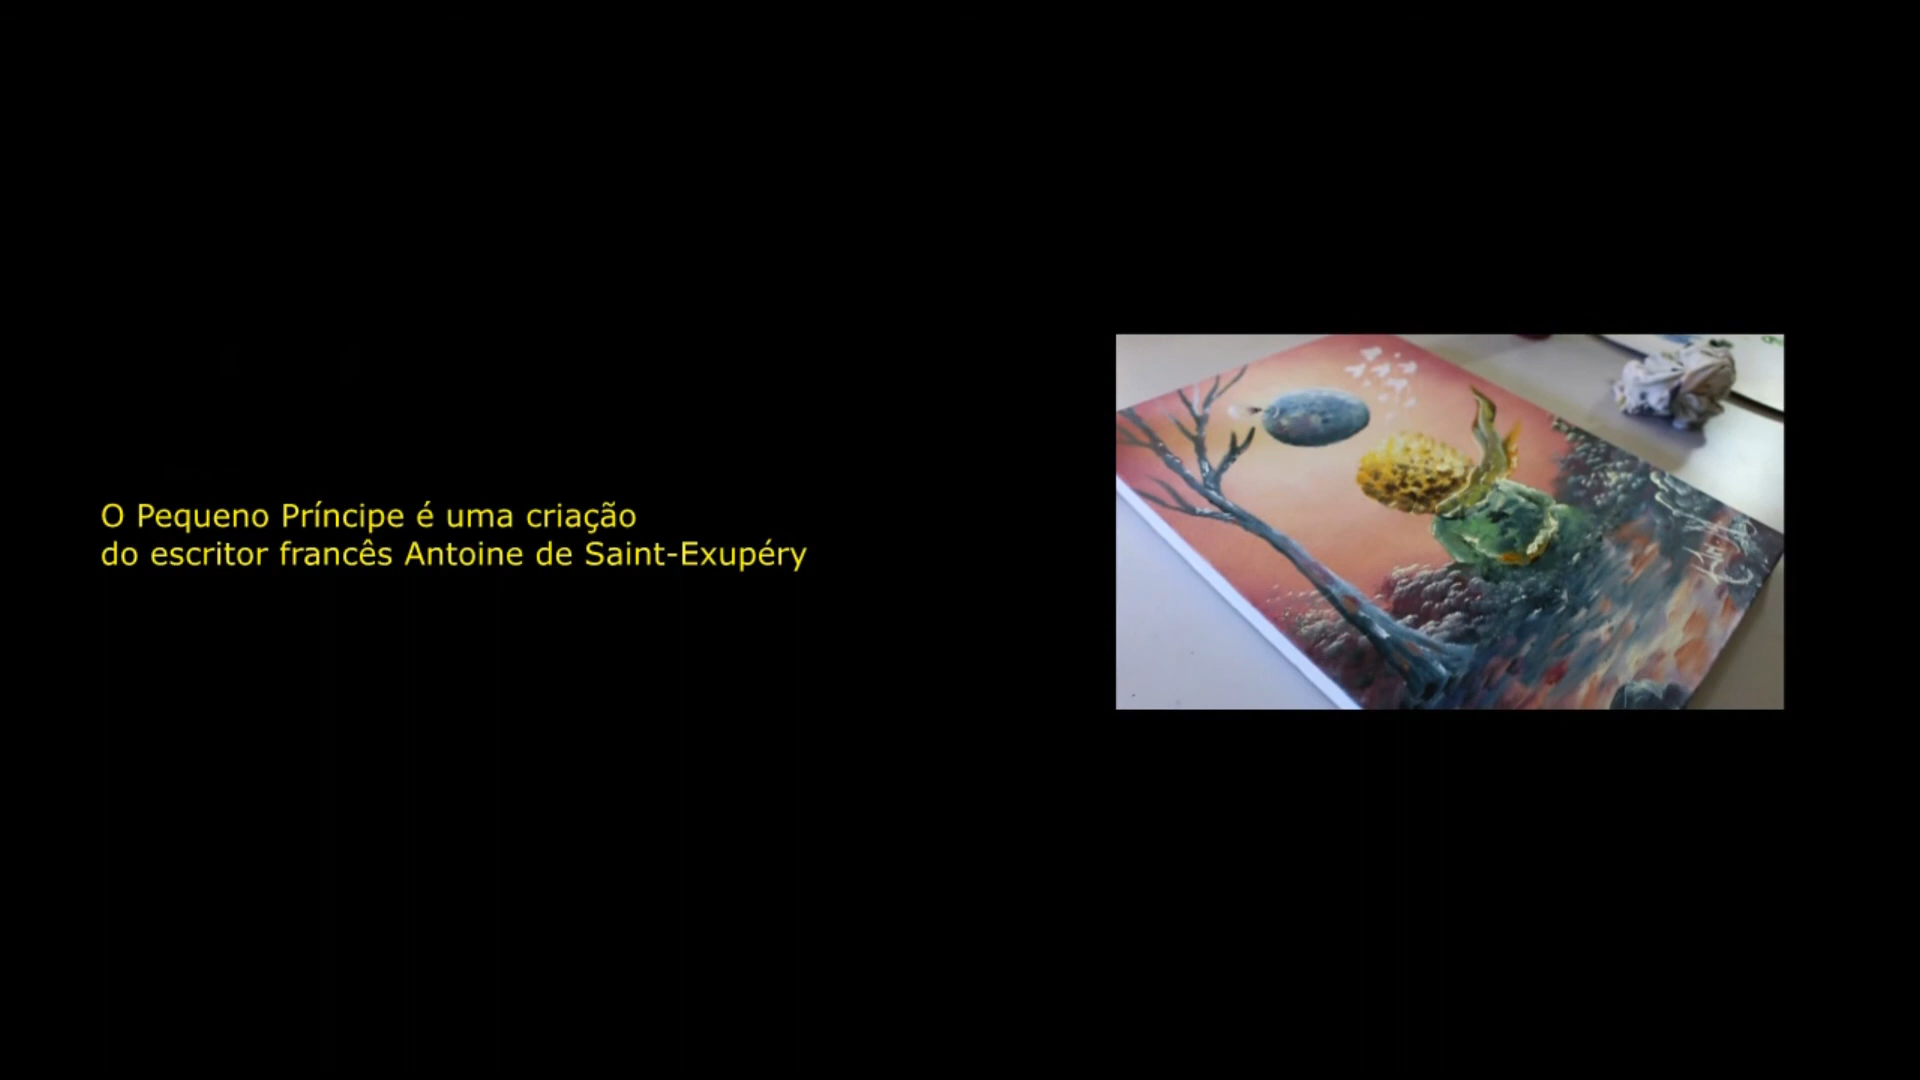 O Pequeno Príncipe é uma criação
do escritor francês Antoine de Saint-Exupéry